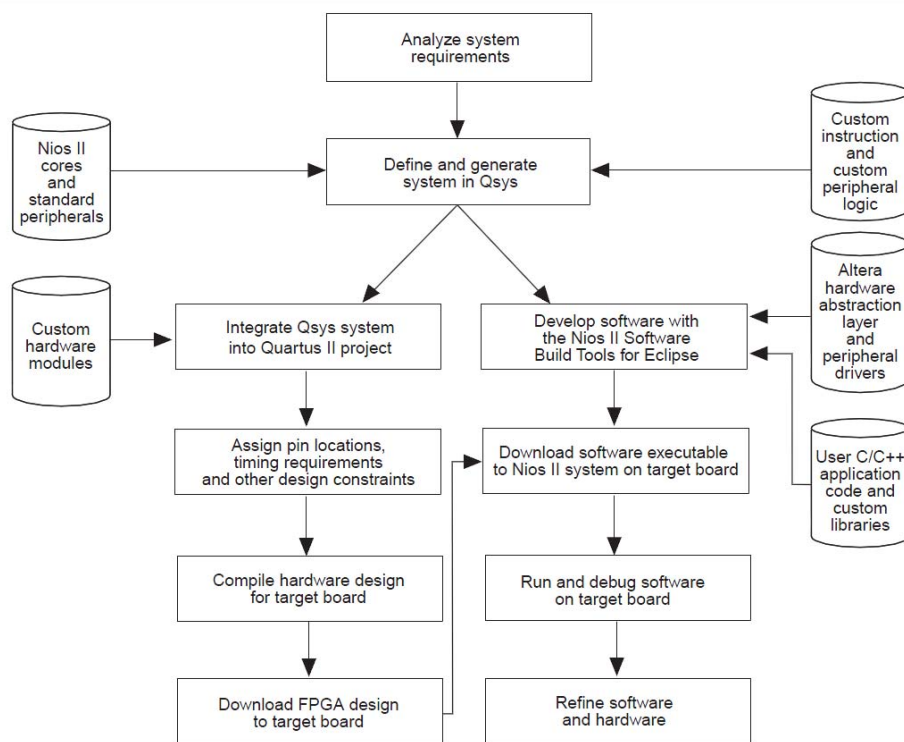 Analyze system
requirements
Nios II
cores
and
standard
peripherals
Define and generate
system in Qsys
Custom
instruction
and
custom
peripheral
logic
Custom
hardware
modules
Integrate Qsys system
into Quartus II project
Develop software with
the Nios II Software
Build Tools for Eclipse
Altera
hardware
abstraction
layer
and
peripheral
drivers
Assign pin locations,
timing requirements
and other design constraints
Download software executable
to Nios II system on target board
User C/C++
application
code and
custom
libraries
Compile hardware design
for target board
Run and debug software
on target board
Download FPGA design
to target board
Refine software
and hardware